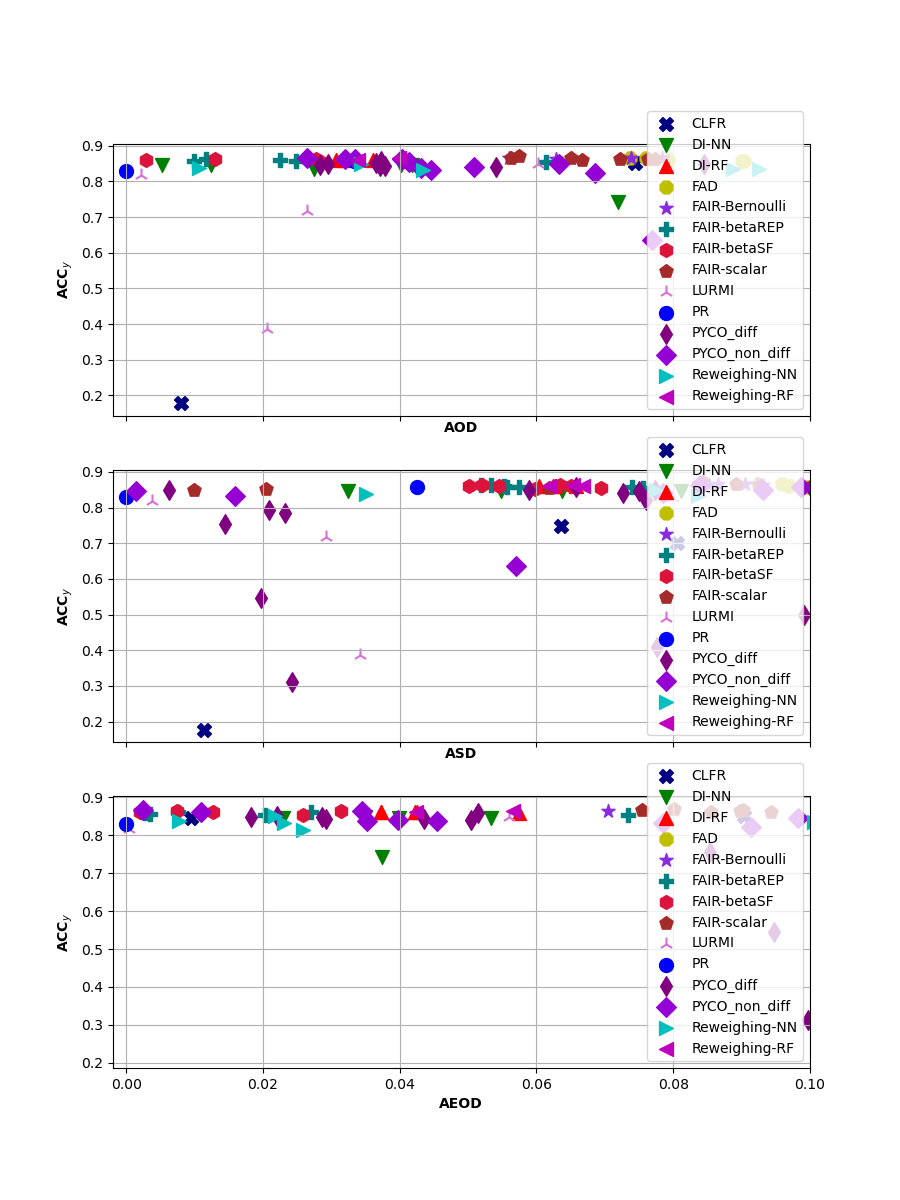 0.9
0.8
0.7
0.6
0.5
0.4
0.3
0.2
ACCy
AOD
CLFR
DI-NN
DI-RF
FAD
FAIR-Bernoulli
FAIR-betaREP
FAIR-betaSF
FAIR-scalar
LURMI
PR
PYCO_diff
PYCO_non_diff
Reweighing-NN
Reweighing-RF
0.9
0.8
0.7
0.6
0.5
0.4
0.3
0.2
ACCy
ASD
CLFR
DI-NN
DI-RF
FAD
FAIR-Bernoulli
FAIR-betaREP
FAIR-betaSF
FAIR-scalar
LURMI
PR
PYCO_diff
PYCO_non_diff
Reweighing-NN
Reweighing-RF
0.9
0.8
0.7
0.6
0.5
0.4
0.3
0.2
ACCy
CLFR
DI-NN
DI-RF
FAD
FAIR-Bernoulli
FAIR-betaREP
FAIR-betaSF
FAIR-scalar
LURMI
PR
PYCO_diff
PYCO_non_diff
Reweighing-NN
Reweighing-RF
0.00 0.02 0.04 0.06 0.08 0.10
AEOD